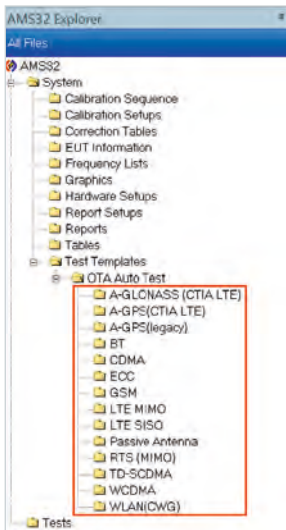 AMS32 Explorer
All Files
AMS32
System
Calibration Sequence
Calibration Setups
Correction Tables
EUT Information
Frequency Lists
Graphics
Hardware Setups
Report Setups
Reports
Tables
Test Templates
OTA Auto Test
A-GLONASS (CTIA LTE)
A-GPS(CTIA LTE)
A-GPS(legacy)
BT
CDMA
ECC
GSM
LTE MIMO
LTE SISO
Passive Antenna
RTS (MIMO)
TD-SCDMA
WCDMA
WLAN(CWG)
Tests